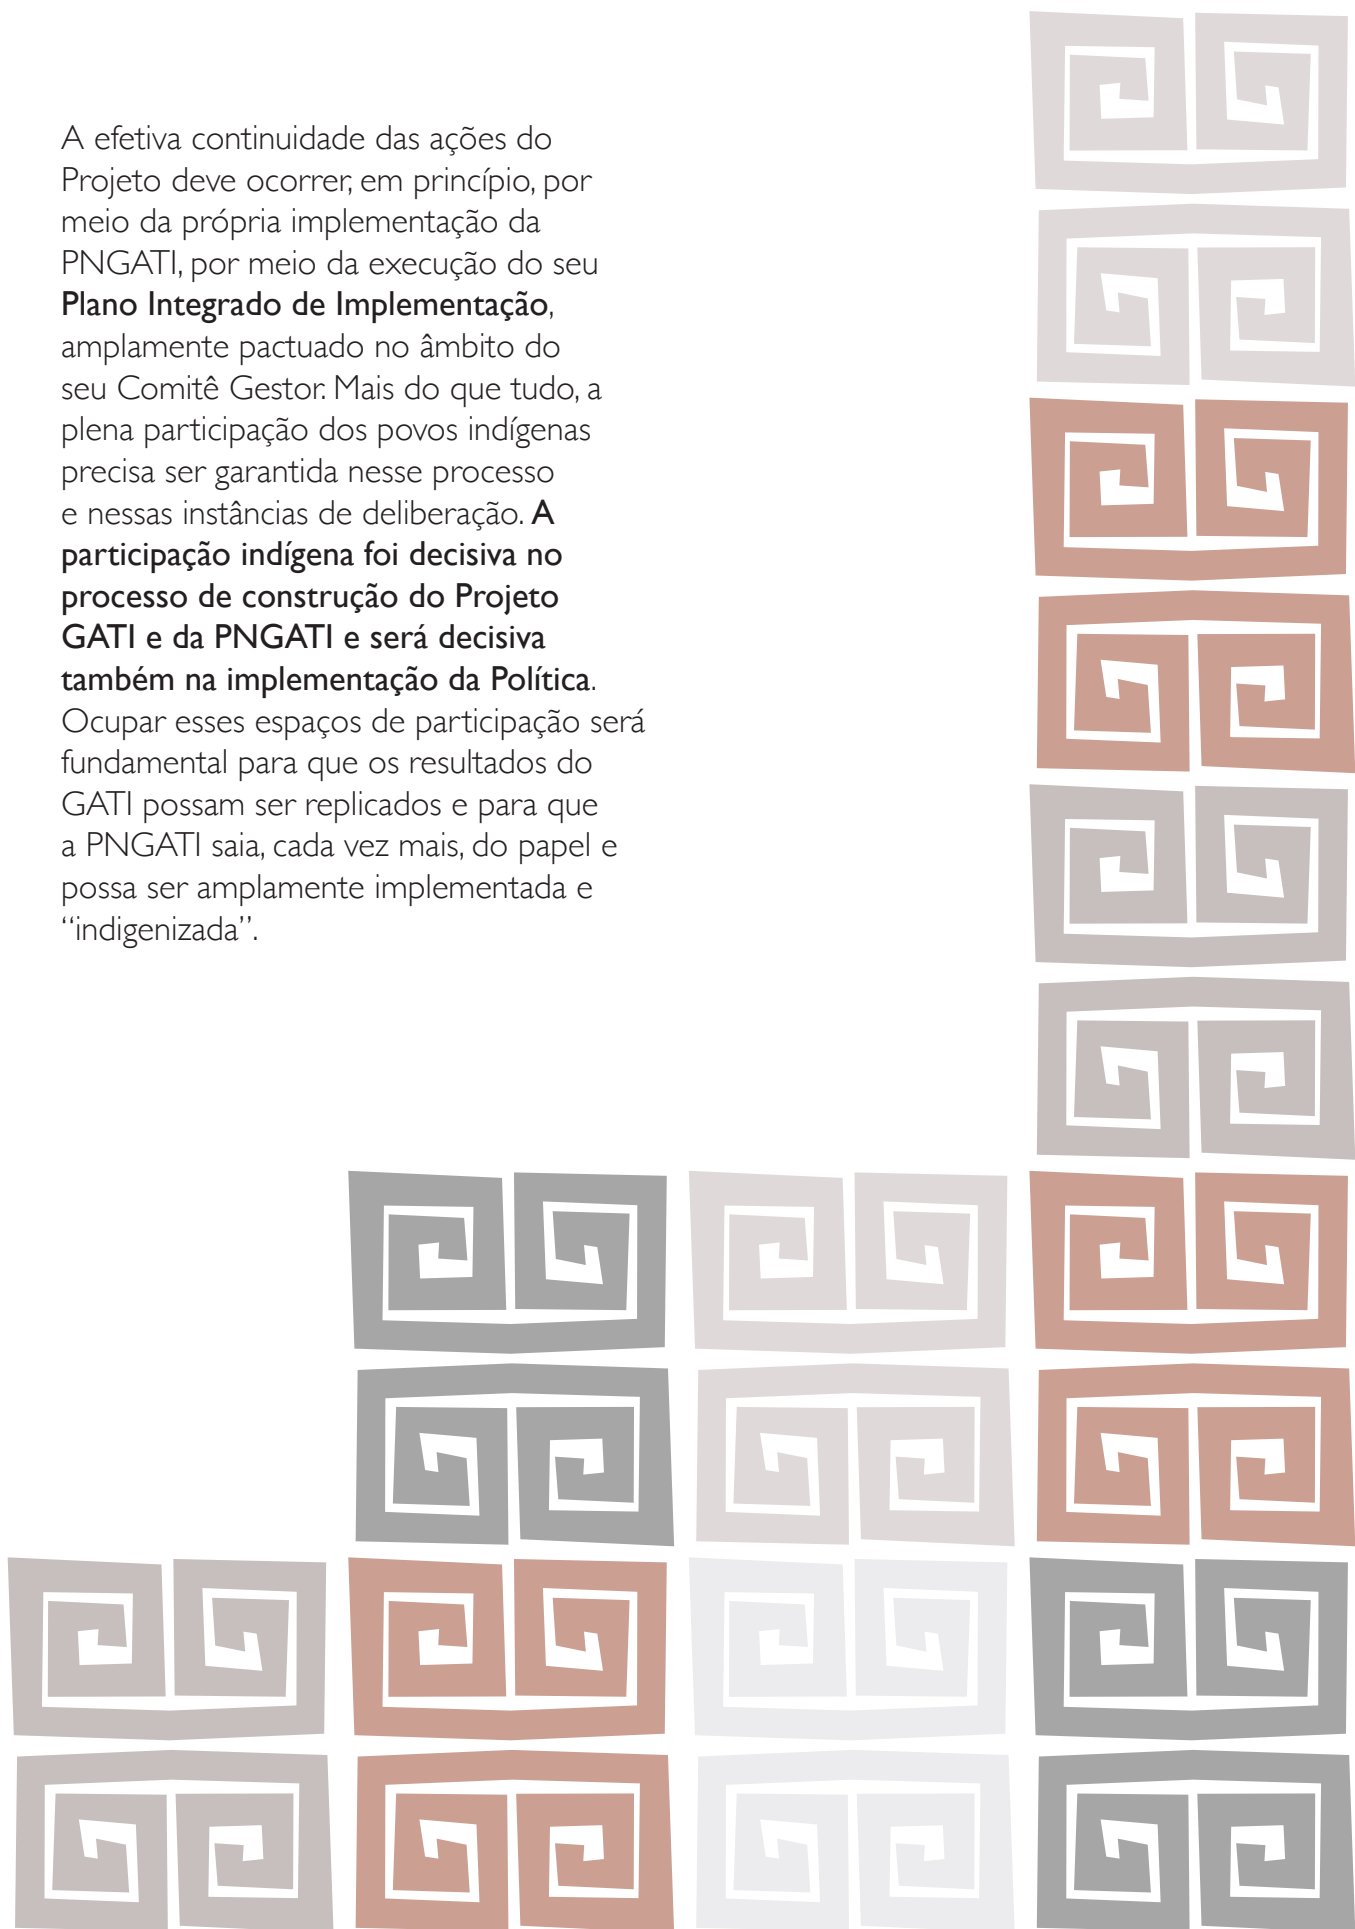 A efetiva continuidade das ações do
Projeto deve ocorrer, em princípio, por
meio da própria implementação da
PNGATI, por meio da execução do seu
Plano Integrado de Implementação,
amplamente pactuado no âmbito do
seu Comitê Gestor. Mais do que tudo, a
plena participação dos povos indígenas
precisa ser garantida nesse processo
e nessas instâncias de deliberação. A
participação indígena foi decisiva no
processo de construção do Projeto
GATI e da PNGATI e será decisiva
também na implementação da Política.
Ocupar esses espaços de participação será
fundamental para que os resultados do
GATI possam ser replicados e para que
a PNGATI saia, cada vez mais, do papel e
possa ser amplamente implementada e
“indigenizada”.